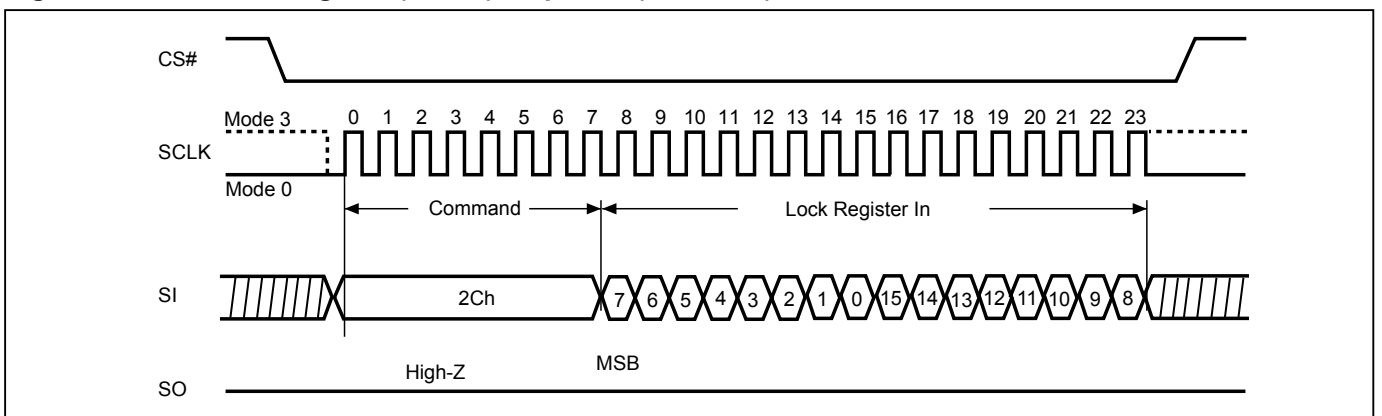 CS#
Mode 3
0 1 2 3 4 5 6 7 8 9 10 11 12 13 14 15 16 17 18 19 20 21 22 23
SCLK
Mode 0
Command
Lock Register In
SI
2Ch
7 6 5 4 3 2 1 0 15 14 13 12 11 10 9 8
High-Z
MSB
SO